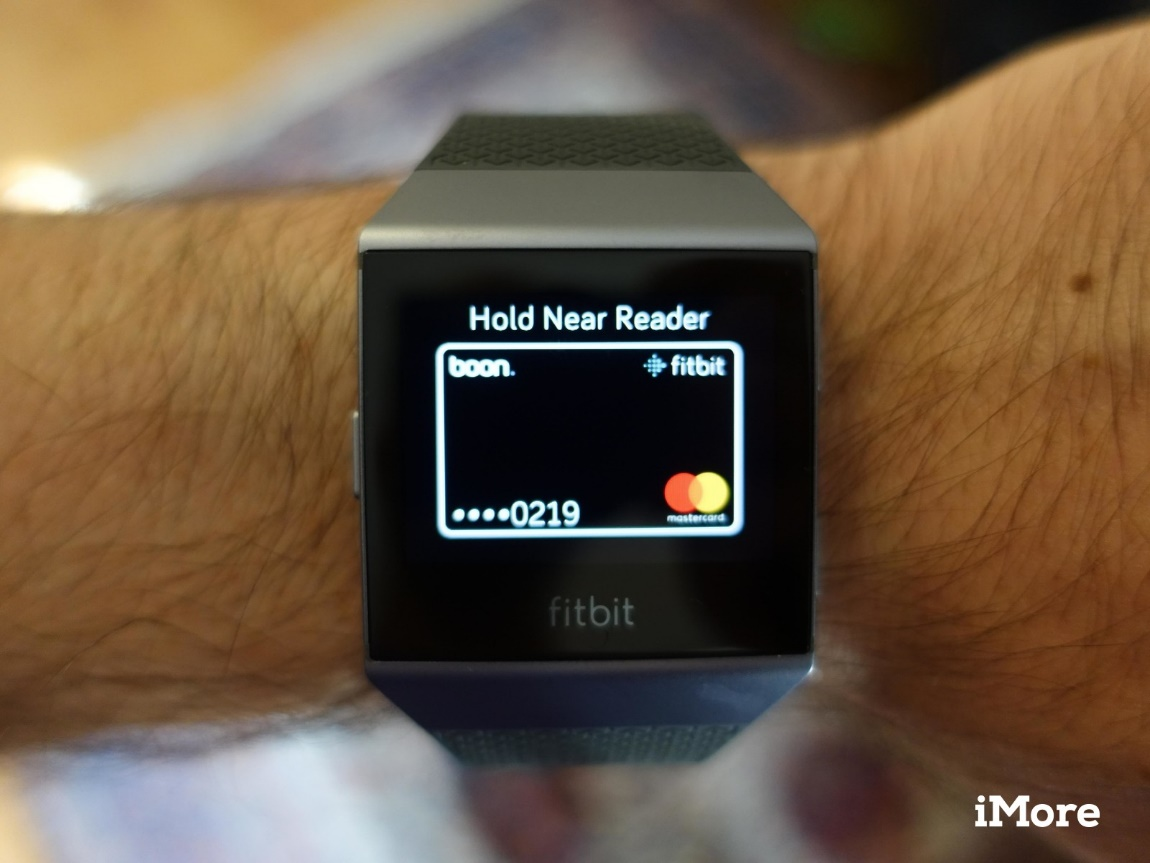 Hold Near Reader
boon.
fitbit
••••0219
mastercard
fitbit
iMore